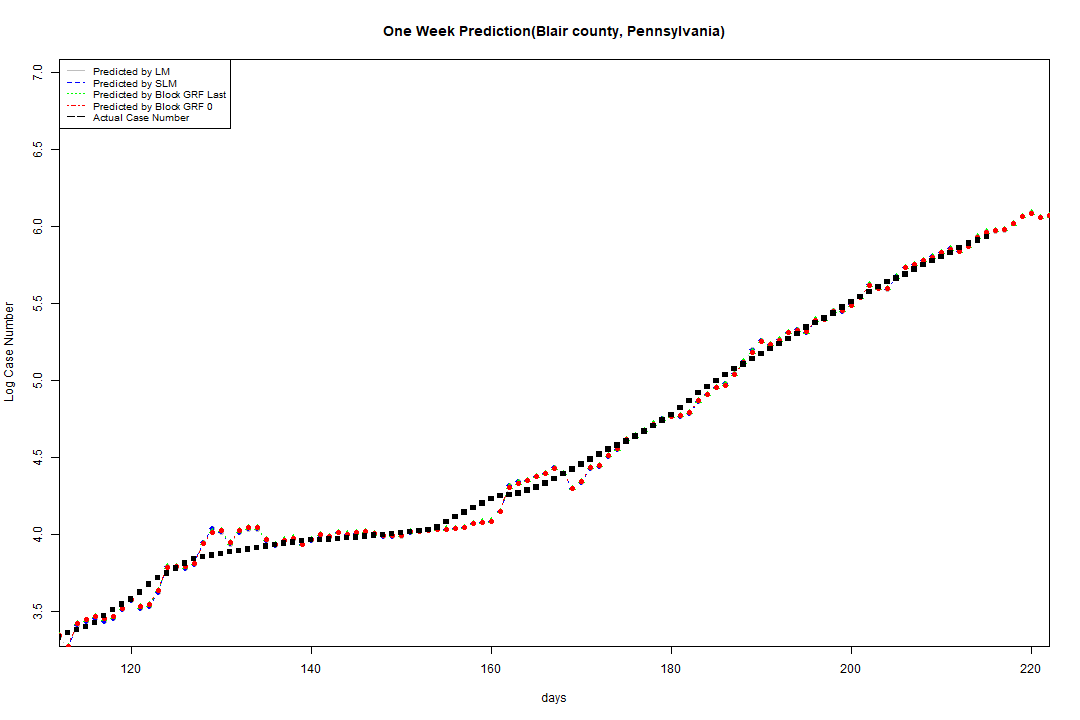 One Week Prediction(Blair county, Pennsylvania)
Predicted by LM
Predicted by SLM
Predicted by Block GRF Last
Predicted by Block GRF 0
Actual Case Number
7.0
6.5
6.0
5.5
5.0
4.5
4.0
3.5
Log Case Number
120 140 160 180 200 220
days